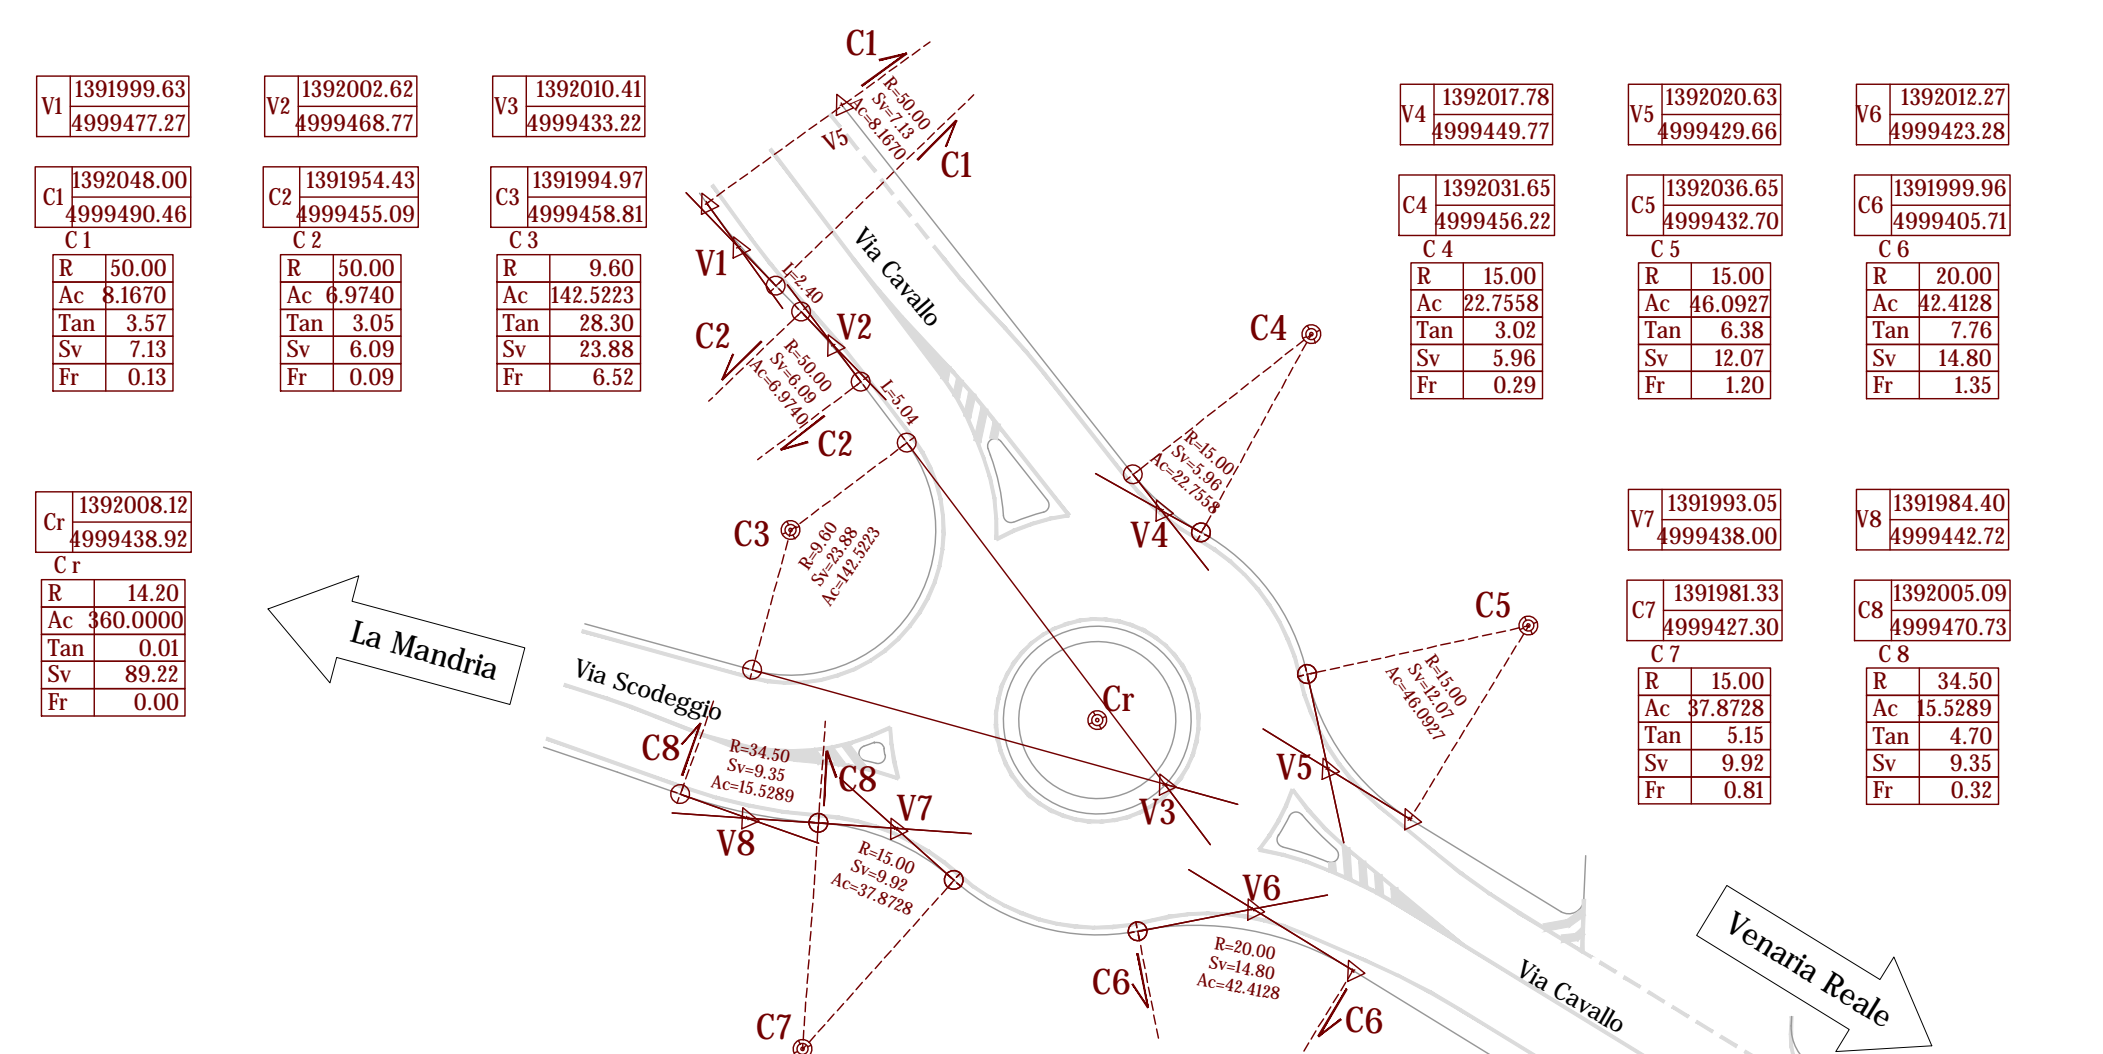 V1
1391999.63
4999477.27
V2
1392002.62
4999468.77
V3
1392010.41
4999433.22
C1
1392048.00
4999490.46
C2
1391954.43
4999455.09
C3
1391994.97
4999458.81
C 1
R 50.00
Ac 8.1670
Tan 3.57
Sv 7.13
Fr 0.13
C 2
R 50.00
Ac 6.9740
Tan 3.05
Sv 6.09
Fr 0.09
C 3
R 9.60
Ac 142.5223
Tan 28.30
Sv 23.88
Fr 6.52
Cr
1392008.12
4999438.92
C r
R 14.20
Ac 360.0000
Tan 0.01
Sv 89.22
Fr 0.00
V4
1392017.78
4999449.77
V5
1392020.63
4999429.66
V6
1392012.27
4999423.28
C4
1392031.65
4999456.22
C5
1392036.65
4999432.70
C6
1391999.96
4999405.71
C 4
R 15.00
Ac 22.7558
Tan 3.02
Sv 5.96
Fr 0.29
C 5
R 15.00
Ac 46.0927
Tan 6.38
Sv 12.07
Fr 1.20
C 6
R 20.00
Ac 42.4128
Tan 7.76
Sv 14.80
Fr 1.35
V7
1391993.05
4999438.00
V8
1391984.40
4999442.72
C7
1391981.33
4999427.30
C8
1392005.09
4999470.73
C 7
R 15.00
Ac 37.8728
Tan 5.15
Sv 9.92
Fr 0.81
C 8
R 34.50
Ac 15.5289
Tan 4.70
Sv 9.35
Fr 0.32
C1
R=50.00
Sv=7.13
Ac=8.1670
V5
C1
V1
L=2.40
Via Cavallo
C2
V2
R=50.00
Sv=6.09
Ac=6.9740
L=5.04
C2
C4
R=15.00
Sv=5.96
Ac=22.7558
V4
C3
R=9.60
Sv=23.88
Ac=142.5223
C5
R=15.00
Sv=12.07
Ac=46.0927
La Mandria
Via Scodeggio
Cr
C8
R=34.50
Sv=9.35
Ac=15.5289
C8
V7
V3
V5
V8
R=15.00
Sv=9.92
Ac=37.8728
V6
R=20.00
Sv=14.80
Ac=42.4128
C6
C6
C7
Via Cavallo
Venaria Reale